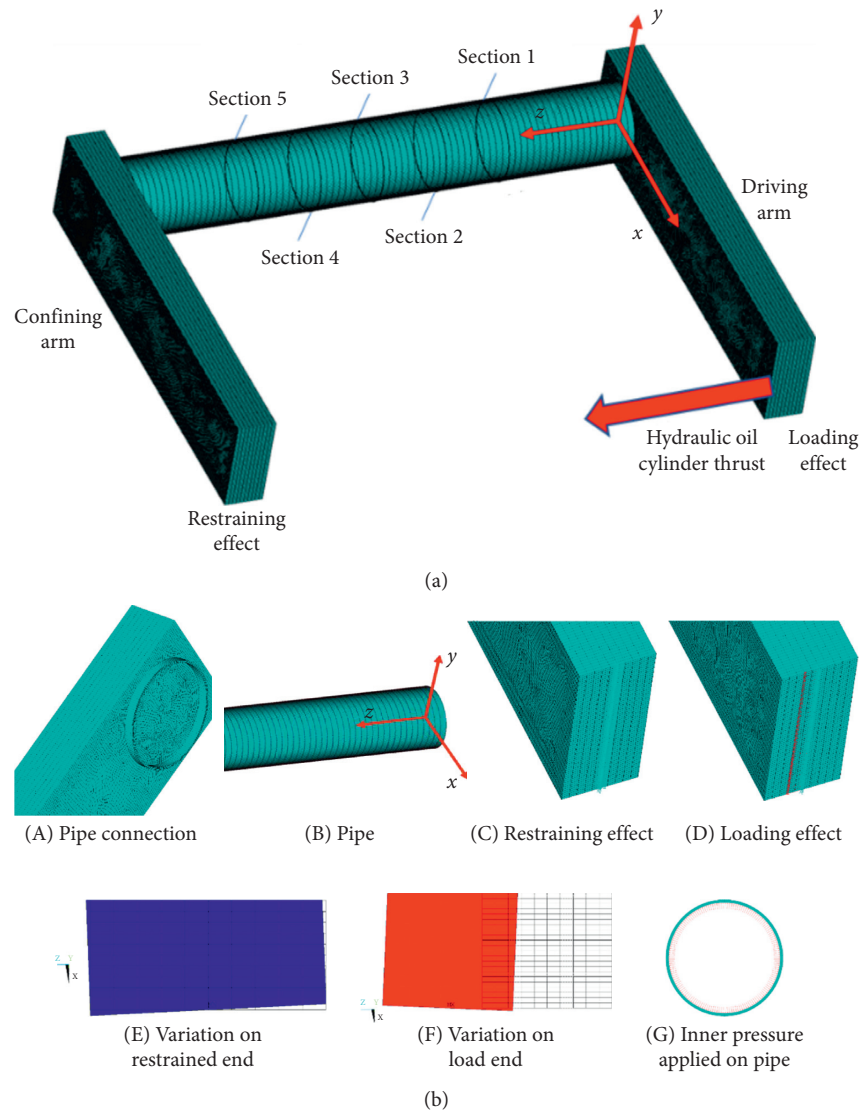 y
Section 1
Section 3
Section 5
z
Driving
arm
x
Section 2
Section 4
Confining
arm
Hydraulic oil
cylinder thrust
Loading
effect
Restraining
effect
(a)
y
z
x
(A) Pipe connection
(B) Pipe
(C) Restraining effect
(D) Loading effect
Z Y
X
Z Y
X
(E) Variation on
restrained end
(F) Variation on
load end
(G) Inner pressure
applied on pipe
(b)